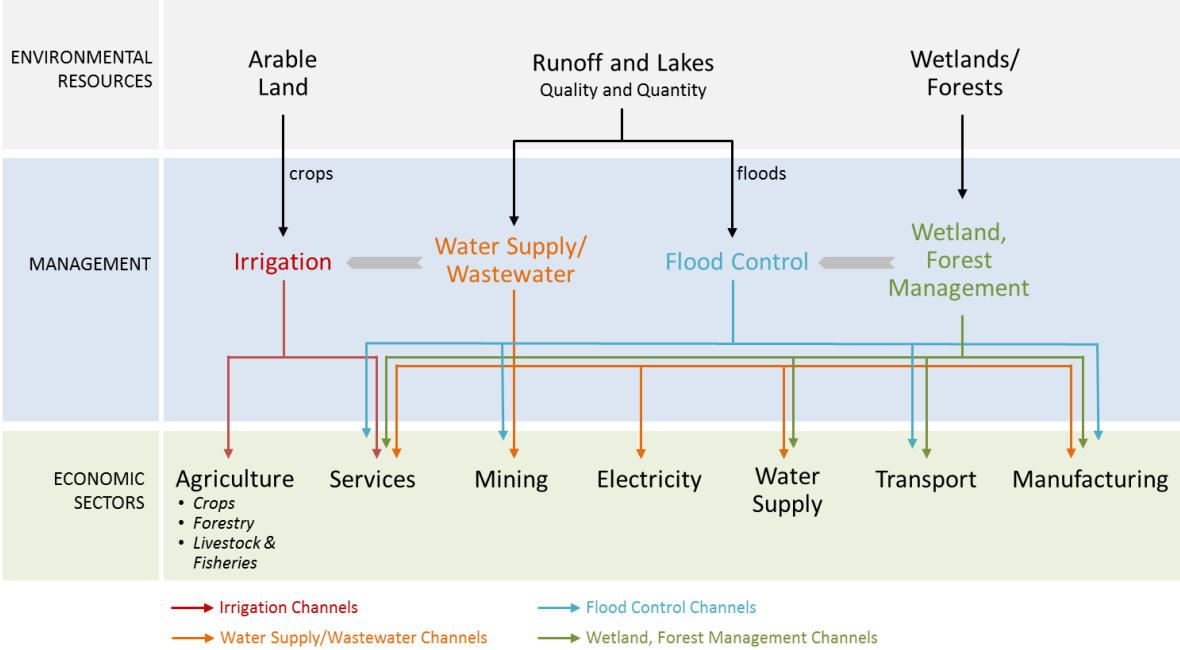 ENVIRONMENTAL
RESOURCES
Arable
Land
Runoff and Lakes
Quality and Quantity
Wetlands/
Forests
crops
floods
MANAGEMENT
Irrigation
Water Supply/
Wastewater
Flood Control
Wetland,
Forest
Management
ECONOMIC
SECTORS
Agriculture
• Crops
• Forestry
• Livestock &
Fisheries
Services
Mining
Electricity
Water
Supply
Transport
Manufacturing
Irrigation Channels
Flood Control Channels
Water Supply/Wastewater Channels
Wetland, Forest Management Channels